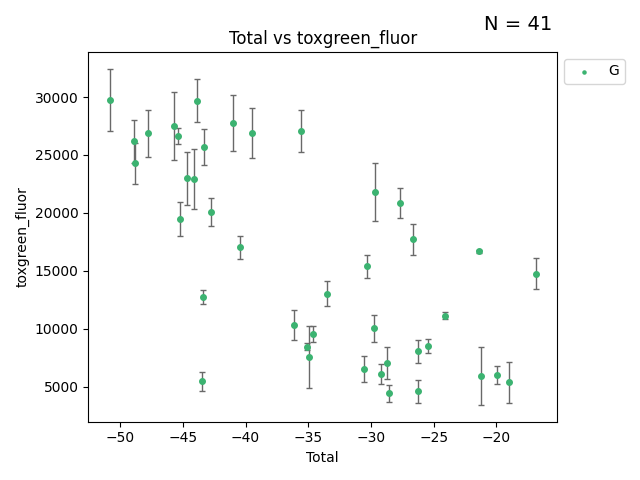 N = 41
Total vs toxgreen_fluor
G
toxgreen_fluor
30000
25000
20000
15000
10000
5000
−50 −45 −40 −35 −30 −25 −20
Total